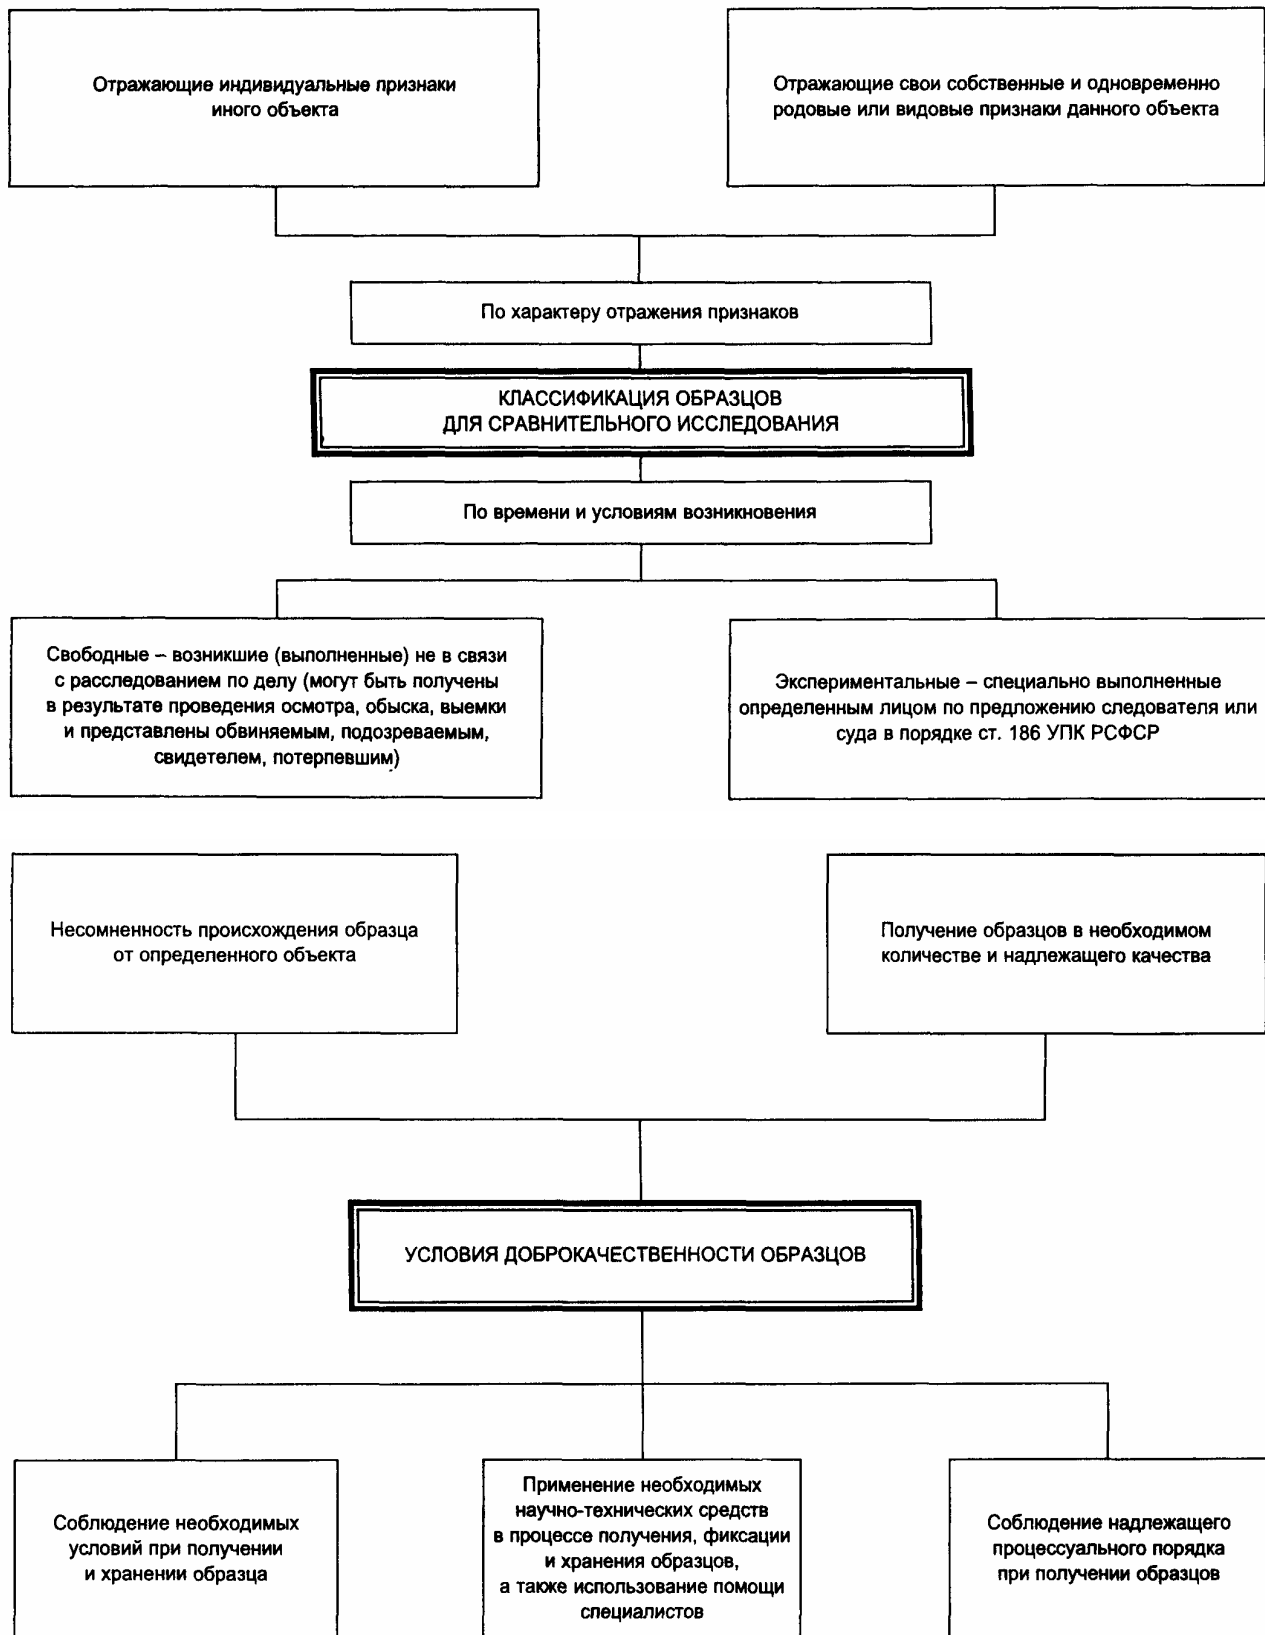 Отражающие индивидуальные признаки
иного объекта
Отражающие свои собственные и одновременно
родовые или видовые признаки данного объекта
По характеру отражения признаков
КЛАССИФИКАЦИЯ ОБРАЗЦОВ
ДЛЯ СРАВНИТЕЛЬНОГО ИССЛЕДОВАНИЯ
По времени и условиям возникновения
Свободные – возникшие (выполненные) не в связи
с расследованием по делу (могут быть получены
в результате проведения осмотра, обыска, выемки
и представлены обвиняемым, подозреваемым,
свидетелем, потерпевшим)
Экспериментальные – специально выполненные
определенным лицом по предложению следователя или
суда в порядке ст. 186 УПК РСФСР
Несомненность происхождения образца
от определенного объекта
Получение образцов в необходимом
количестве и надлежащего качества
УСЛОВИЯ ДОБРОКАЧЕСТВЕННОСТИ ОБРАЗЦОВ
Соблюдение необходимых
условий при получении
и хранении образца
Применение необходимых
научно-технических средств
в процессе получения, фиксации
и хранения образцов,
а также использование помощи
специалистов
Соблюдение надлежащего
процессуального порядка
при получении образцов